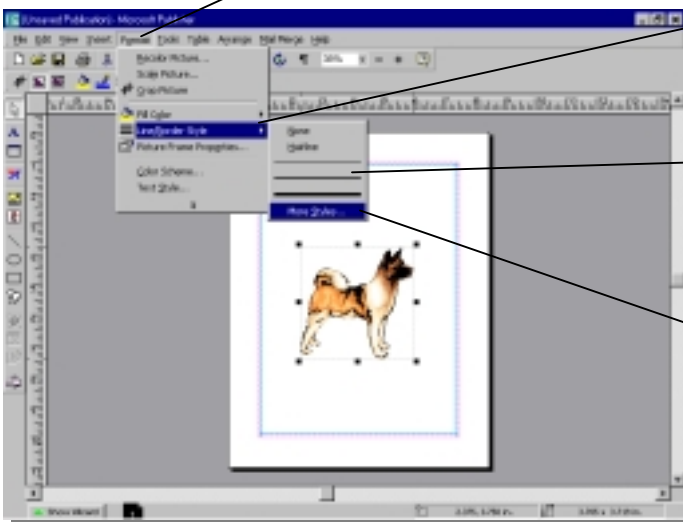 [Unsaved Publication] - Microsoft Publisher
File Edit View Insert Format Tools Table Arrange Mail Merge Help
Recolor Picture...
Scale Picture...
Crop Picture
Fill Color
Line/Border Style
Picture Frame Properties...
Color Scheme...
Text Style...
None
Hairline
More Styles...
Show Wizard